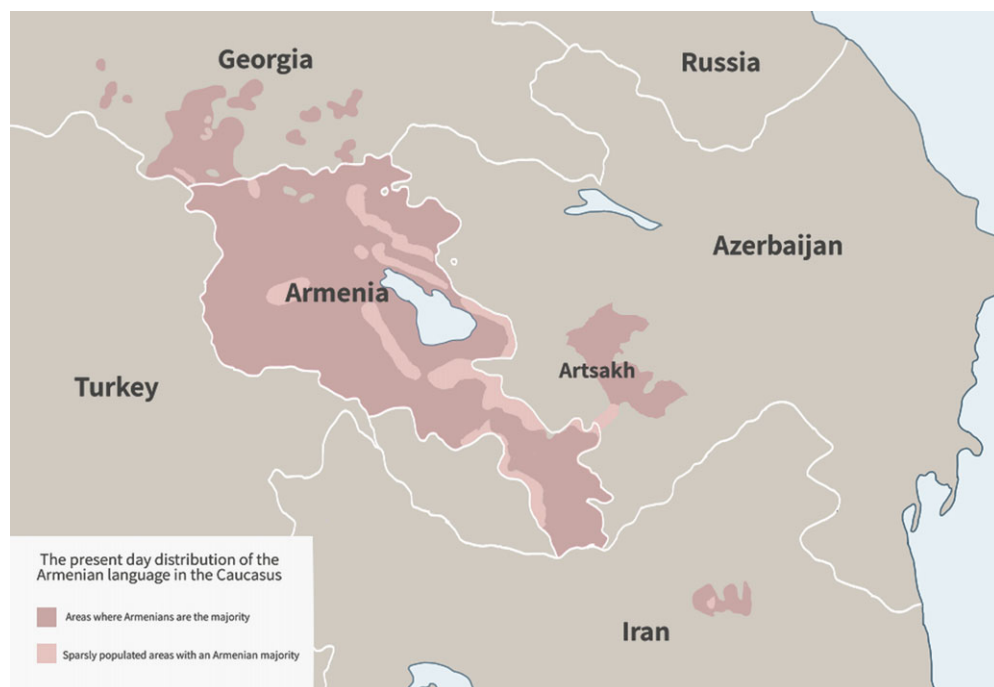 Georgia
Russia
Azerbaijan
Armenia
Artsakh
Turkey
Iran
The present day distribution of the
Armenian language in the Caucasus
Areas where Armenians are the majority
Sparsly populated areas with an Armenian majority